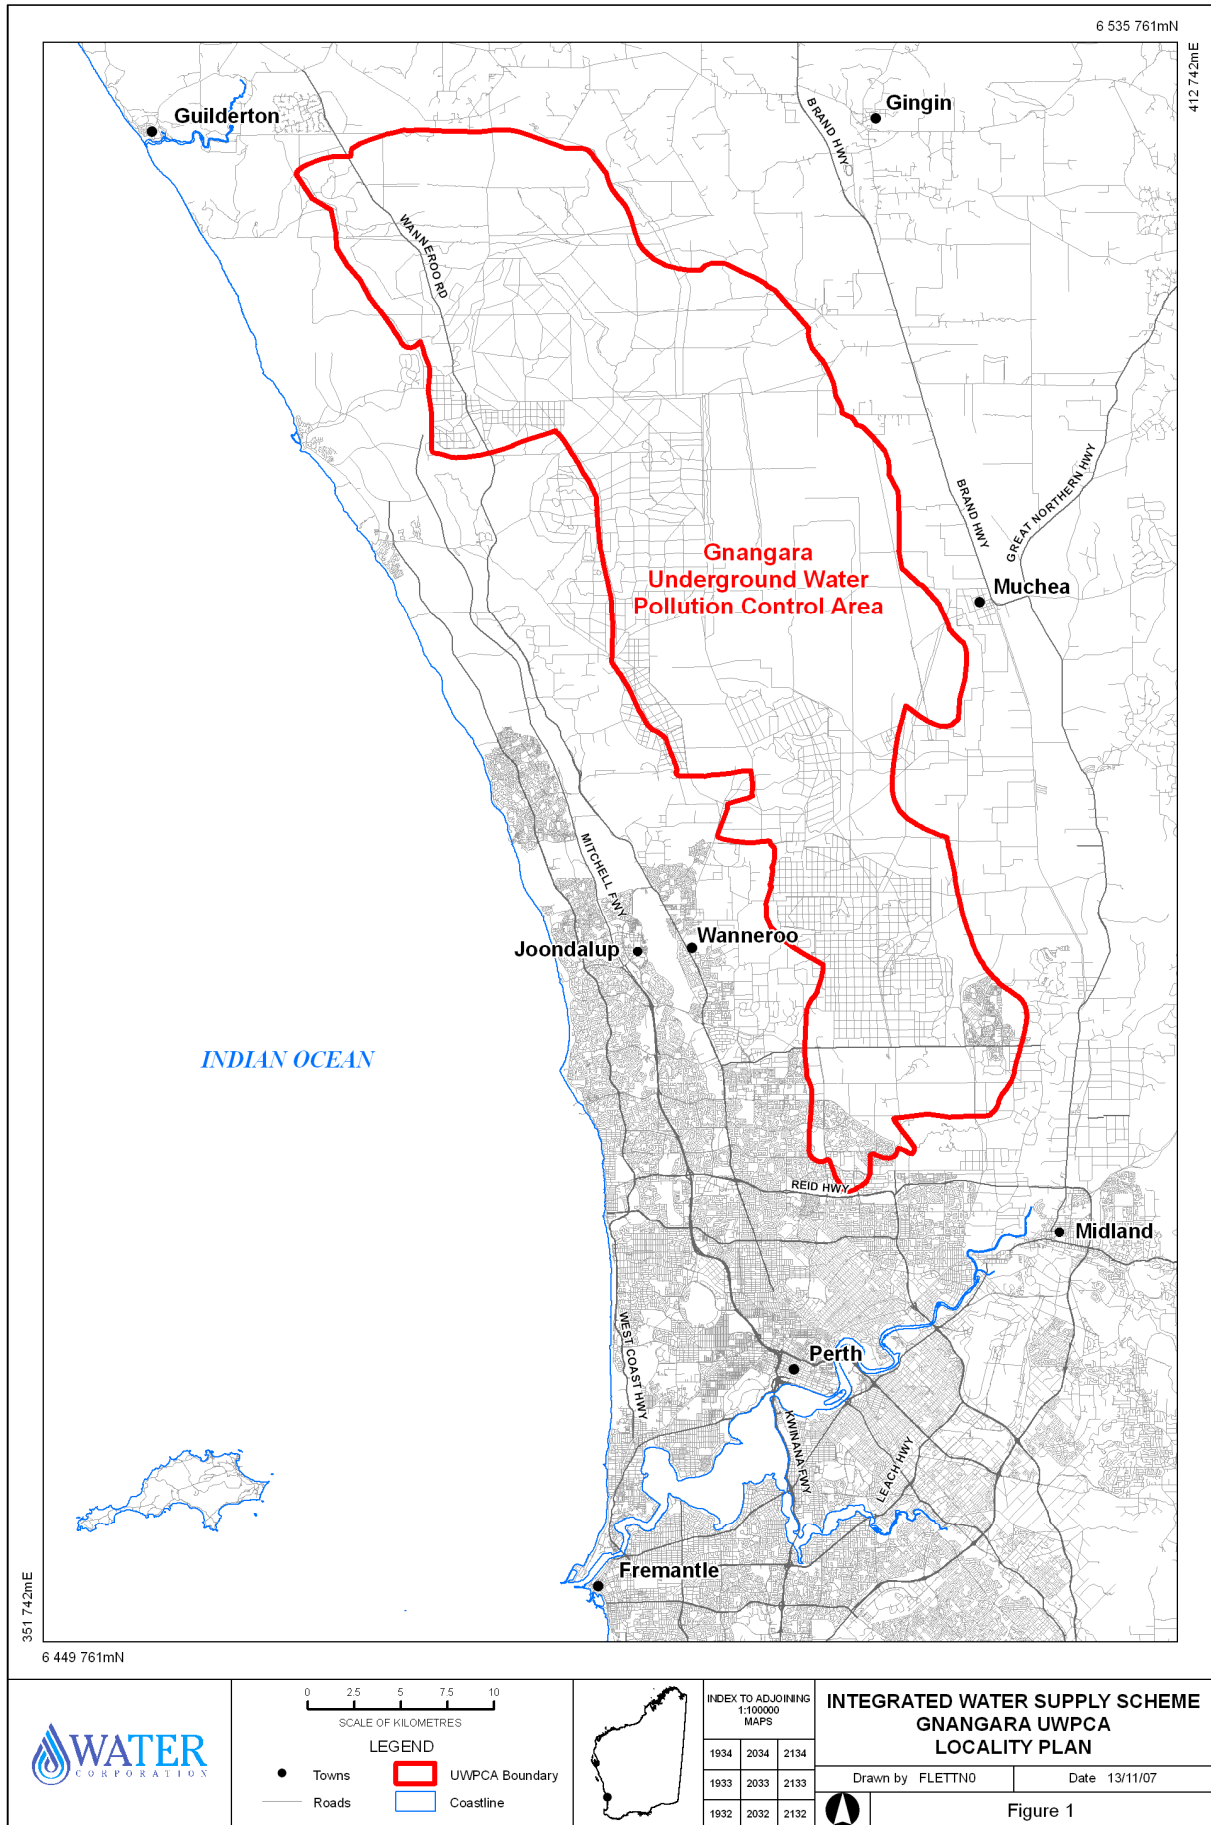 6 535 761mN
412 742mE
Guilderton
Gingin
BRAND HWY
WANNEROO RD
GREAT NORTHERN HWY
BRAND HWY
Gnangara
Underground Water
Pollution Control Area
Muchea
MITCHELL FWY
Wanneroo
Joondalup
INDIAN OCEAN
REID HWY
Midland
WEST COAST HWY
Perth
KWINANA FWY
LEACH HWY
Fremantle
351 742mE
6 449 761mN
WATER
CORPORATION
0 2.5 5 7.5 10
SCALE OF KILOMETRES
LEGEND
Towns
UWPCA Boundary
Roads
Coastline
INDEX TO ADJOINING
1:100000
MAPS
1934 2034 2134
1933 2033 2133
1932 2032 2132
INTEGRATED WATER SUPPLY SCHEME
GNANGARA UWPCA
LOCALITY PLAN
Drawn by FLETTN0
Date 13/11/07
Figure 1